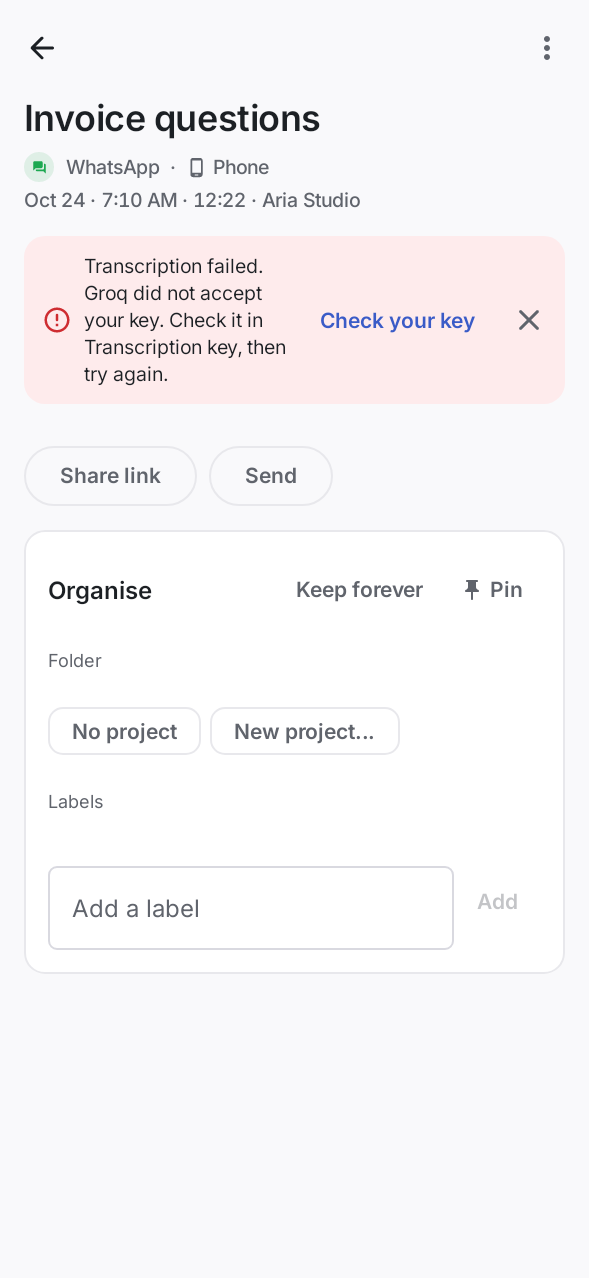 Invoice questions
WhatsApp · Phone
Oct 24 · 7:10 AM · 12:22 · Aria Studio
Transcription failed.
Groq did not accept
your key. Check it in
Transcription key, then
try again.
Check your key
Share link
Send
Organise
Keep forever
Pin
Folder
No project
New project...
Labels
Add a label
Add